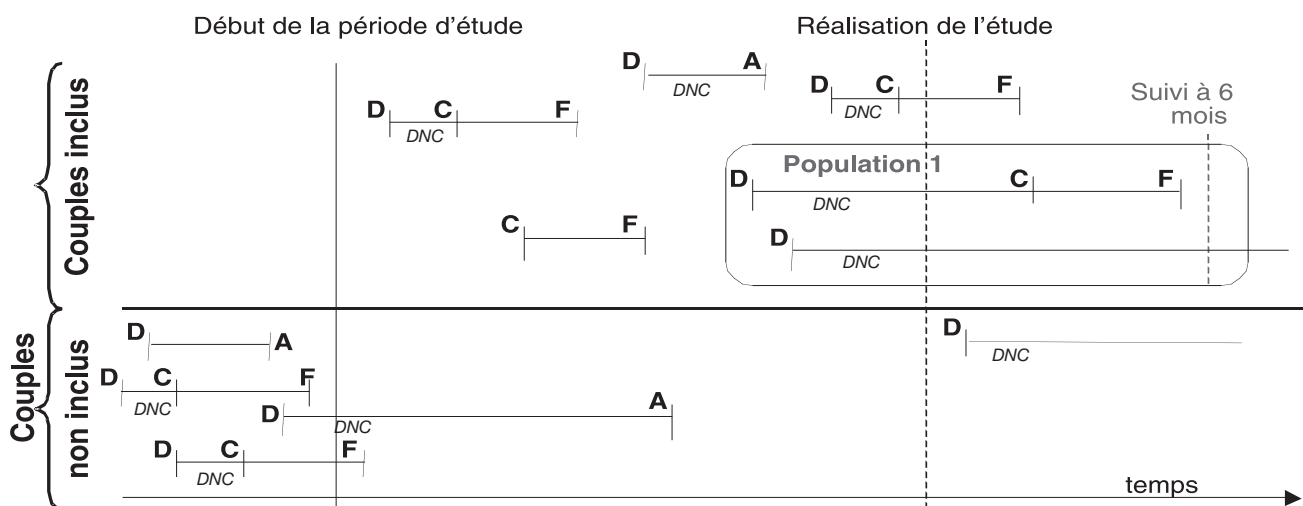 Début de la période d'étude
Réalisation de l'étude
D A
DNC
D C F
DNC
Suivi à 6
mois
D C F
DNC
Population 1
D C F
DNC
C F
D
DNC
Couples inclus
D A
D
DNC
D C F
DNC
D A
DNC
D C F
DNC
Couples
non inclus
temps